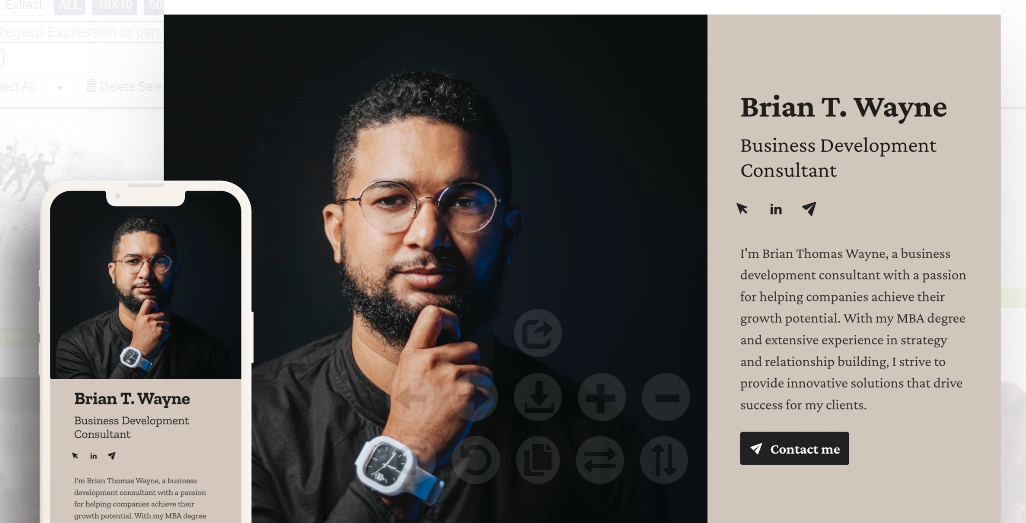 Extract ALL 10X10
Regexp Expression to part
Select All Delete Sele
Brian T. Wayne
Business Development
Consultant
in
I'm Brian Thomas Wayne, a business
development consultant with a passion
for helping companies achieve their
growth potential. With my MBA degree
and extensive experience in strategy
and relationship building, I strive to
provide innovative solutions that drive
success for my clients.
Contact me
Brian T. Wayne
Business Development
Consultant
in
I'm Brian Thomas Wayne, a business
development consultant with a passion
for helping companies achieve their
growth potential. With my MBA degree